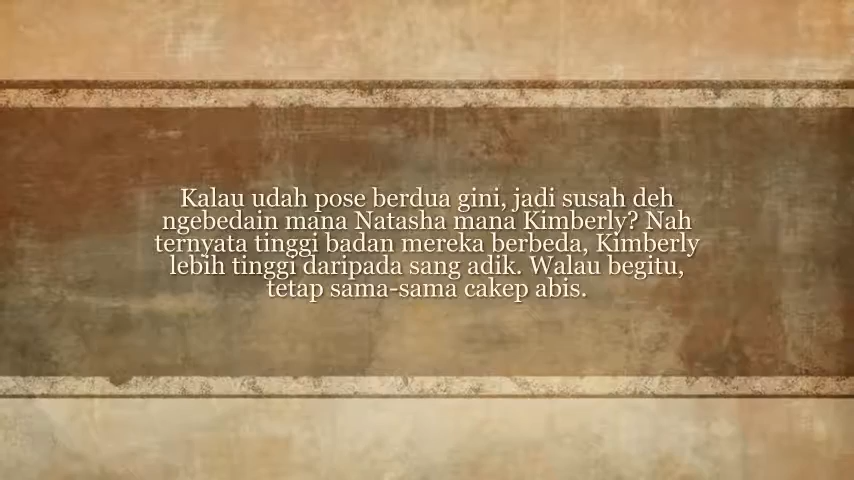 Kalau udah pose berdua gini, jadi susah deh
ngebedain mana Natasha mana Kimberly? Nah
ternyata tinggi badan mereka berbeda, Kimberly
lebih tinggi daripada sang adik. Walau begitu,
tetap sama-sama cakep abis.